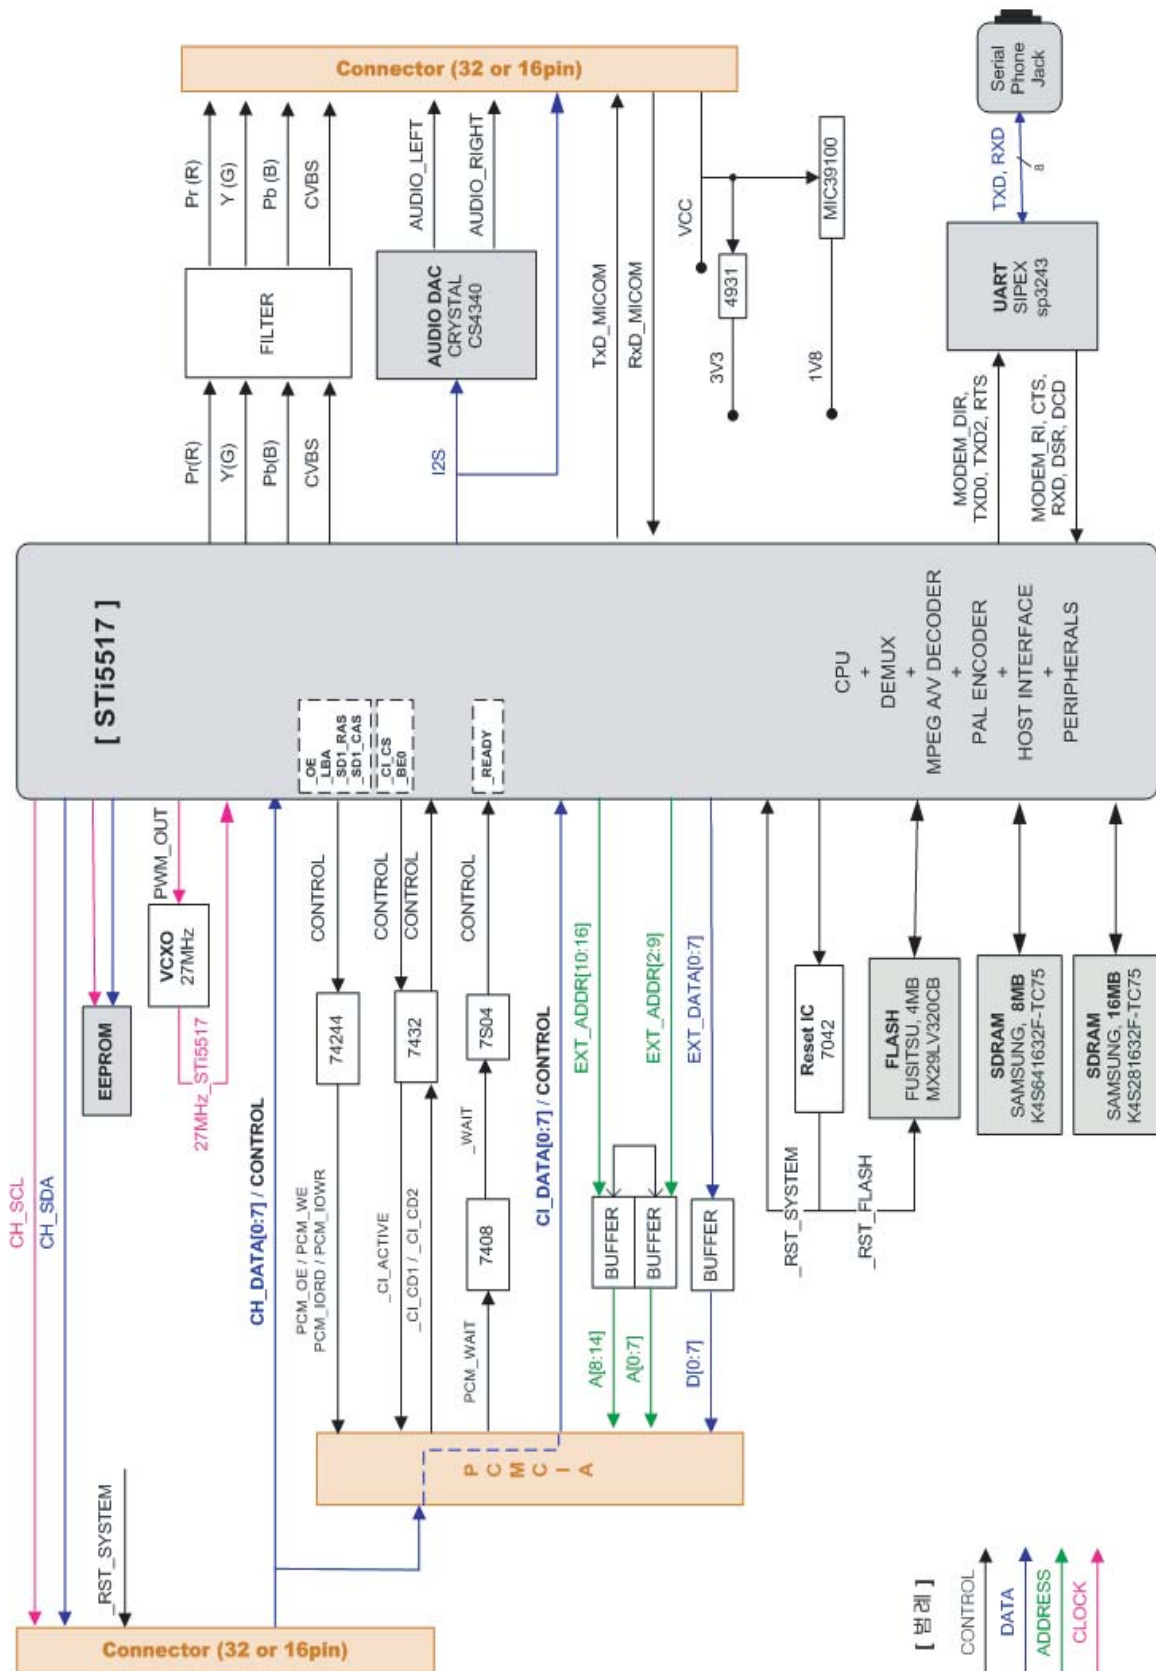 Connector (32 or 16pin)
CH_SCL
CH_SDA
_RST_SYSTEM
EEPROM
VCXO
27MHz
PWM_OUT
27MHz_STi5517
CH_DATA[0:7] / CONTROL
PCM_OE / PCM_WE
PCM_IORD / PCM_IOWR
74244
CONTROL
_CI_ACTIVE
_CI_CD1 / _CI_CD2
7432
CONTROL
CONTROL
PCM_WAIT
7408
_WAIT
7S04
CONTROL
CI_DATA[0:7] / CONTROL
PCMCIA
A[8:14]
BUFFER
EXT_ADDR[10:16]
A[0:7]
BUFFER
EXT_ADDR[2:9]
D[0:7]
BUFFER
EXT_DATA[0:7]
_RST_SYSTEM
Reset IC
7042
_RST_FLASH
FLASH
FUSITSU, 4MB
MX29LV320CB
SDRAM
SAMSUNG, 8MB
K4S641632F-TC75
SDRAM
SAMSUNG, 16MB
K4S281632F-TC75
[ STi5517 ]
_OE
_LBA
_SD1_RAS
_SD1_CAS
_CI_CS
_BE0
_READY
CPU
+
DEMUX
+
MPEG A/V DECODER
+
PAL ENCODER
+
HOST INTERFACE
+
PERIPHERALS
Pr(R)
Y(G)
Pb(B)
CVBS
FILTER
Pr (R)
Y (G)
Pb (B)
CVBS
I2S
AUDIO DAC
CRYSTAL
CS4340
AUDIO_LEFT
AUDIO_RIGHT
Connector (32 or 16pin)
TxD_MICOM
RxD_MICOM
VCC
3V3
4931
1V8
MIC39100
MODEM_DIR,
TXD0, TXD2, RTS
MODEM_RI, CTS,
RXD, DSR, DCD
UART
SIPEX
sp3243
TXD, RXD
8
Serial
Phone
Jack
[ 범례 ]
CONTROL
DATA
ADDRESS
CLOCK